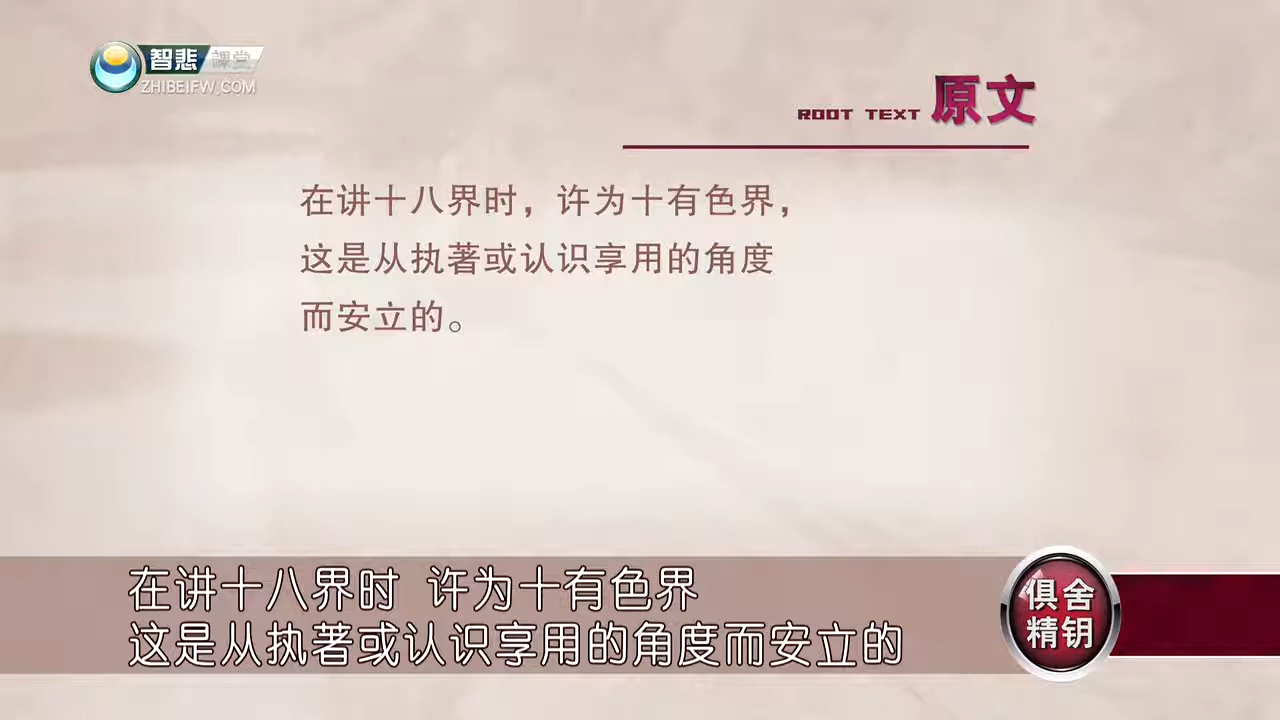 智悲 課堂
ZHIBEIFW.COM
ROOT TEXT 原文
在讲十八界时，许为十有色界，
这是从执著或认识享用的角度
而安立的。
在讲十八界时 许为十有色界
这是从执著或认识享用的角度而安立的
俱舍
精钥